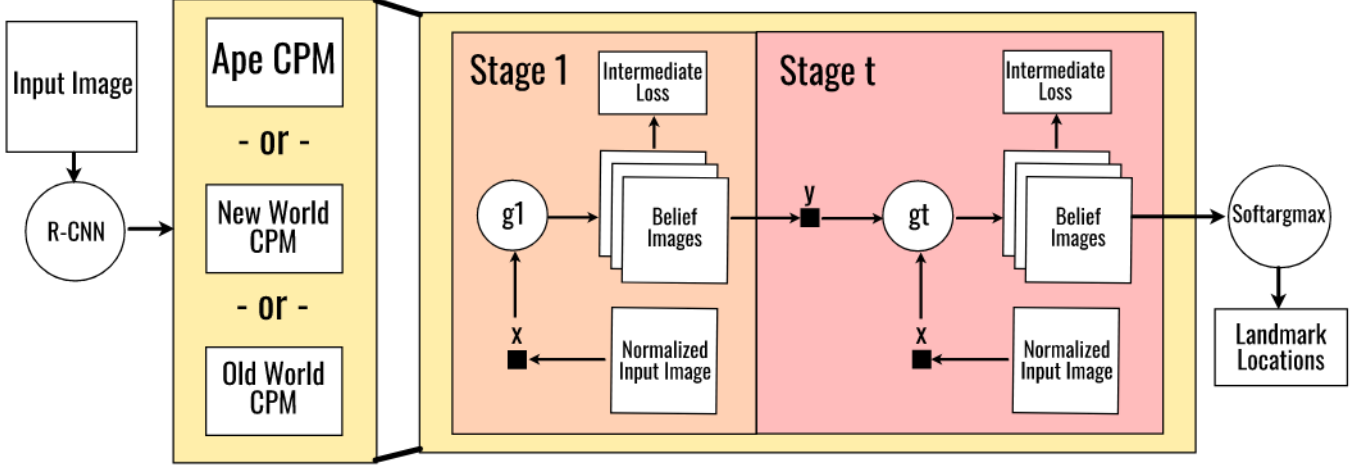 Input Image
R-CNN
Ape CPM
- or -
New World
CPM
- or -
Old World
CPM
Stage 1
Intermediate
Loss
g1
Belief
Images
x
Normalized
Input Image
y
Stage t
Intermediate
Loss
gt
Belief
Images
x
Normalized
Input Image
Softargmax
Landmark
Locations